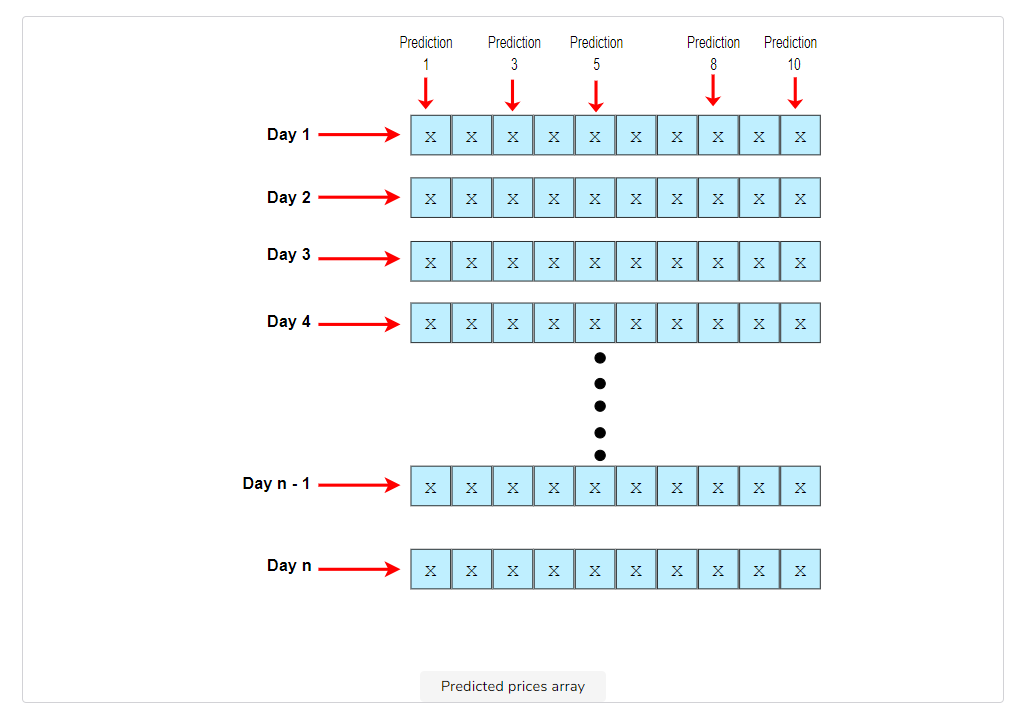 Prediction Prediction Prediction Prediction Prediction
1 3 5 8 10
Day 1 x x x x x x x x x x
Day 2 x x x x x x x x x x
Day 3 x x x x x x x x x x
Day 4 x x x x x x x x x x
Day n - 1 x x x x x x x x x x
Day n x x x x x x x x x x
Predicted prices array